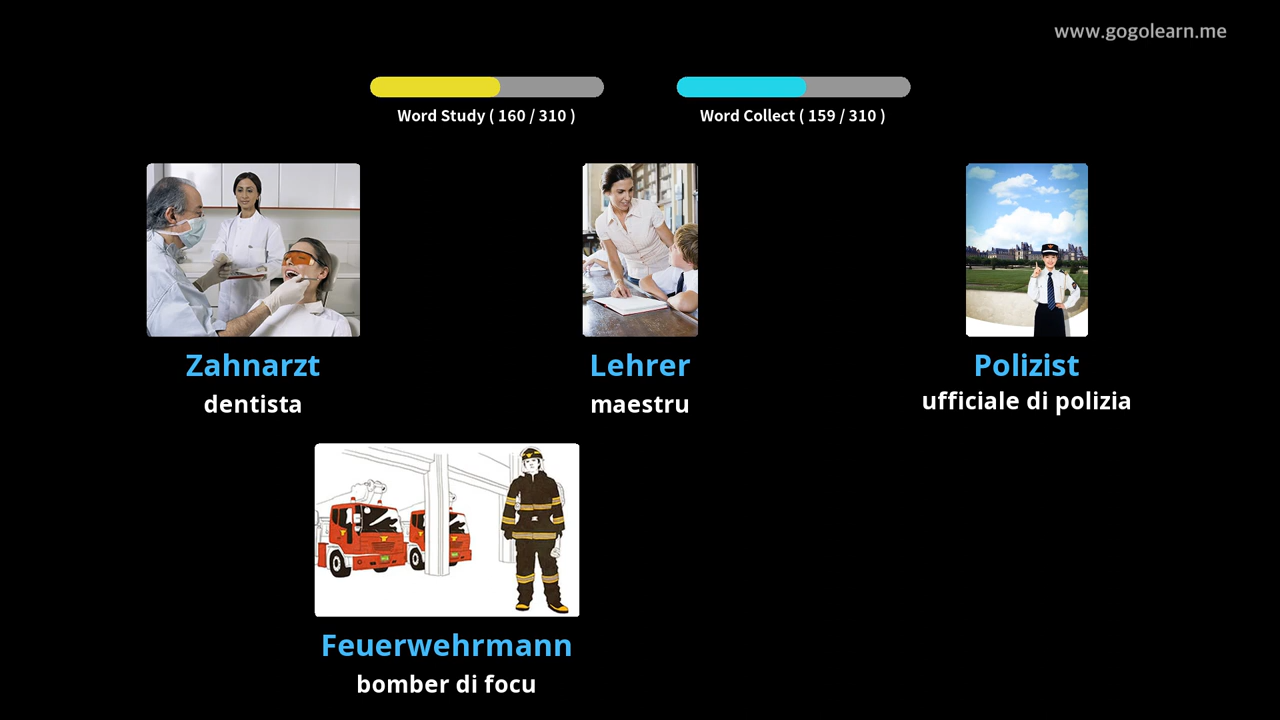 www.gogolearn.me
Word Study ( 160 / 310 )
Word Collect ( 159 / 310 )
Zahnarzt
dentista
Lehrer
maestru
Polizist
ufficiale di polizia
Feuerwehrmann
bomber di focu